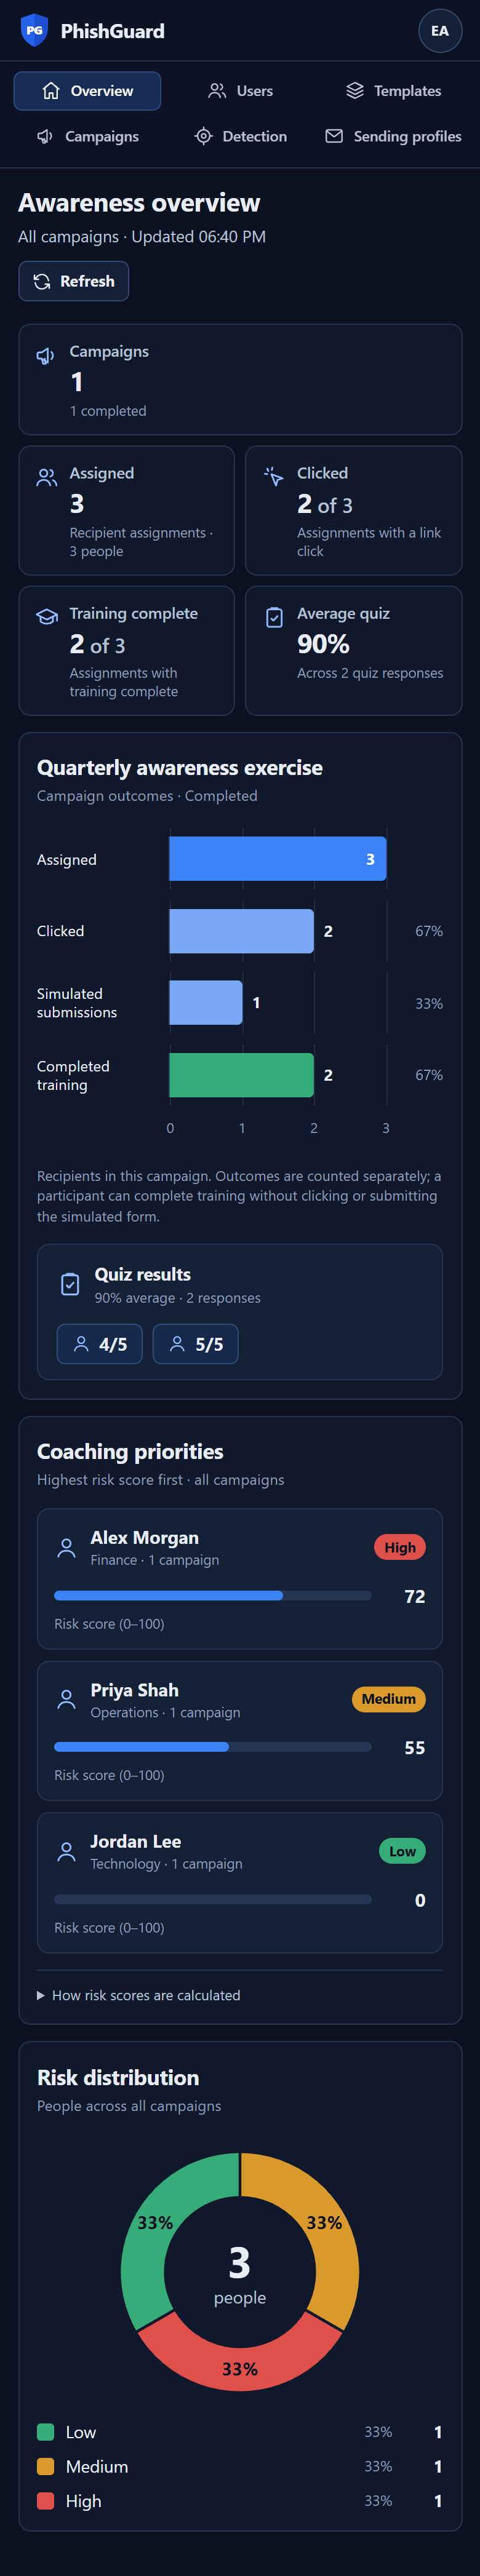 PG PhishGuard EA
Overview Users Templates
Campaigns Detection Sending profiles
Awareness overview
All campaigns · Updated 06:40 PM
Refresh
Campaigns
1
1 completed
Assigned
3
Recipient assignments ·
3 people
Clicked
2 of 3
Assignments with a link
click
Training complete
2 of 3
Assignments with
training complete
Average quiz
90%
Across 2 quiz responses
Quarterly awareness exercise
Campaign outcomes · Completed
Assigned 3
Clicked 2 67%
Simulated
submissions
1 33%
Completed
training
2 67%
0 1 2 3
Recipients in this campaign. Outcomes are counted separately; a
participant can complete training without clicking or submitting
the simulated form.
Quiz results
90% average · 2 responses
4/5 5/5
Coaching priorities
Highest risk score first · all campaigns
Alex Morgan
Finance · 1 campaign
High
72
Risk score (0–100)
Priya Shah
Operations · 1 campaign
Medium
55
Risk score (0–100)
Jordan Lee
Technology · 1 campaign
Low
0
Risk score (0–100)
How risk scores are calculated
Risk distribution
People across all campaigns
33% 33%
3
people
33%
Low 33% 1
Medium 33% 1
High 33% 1